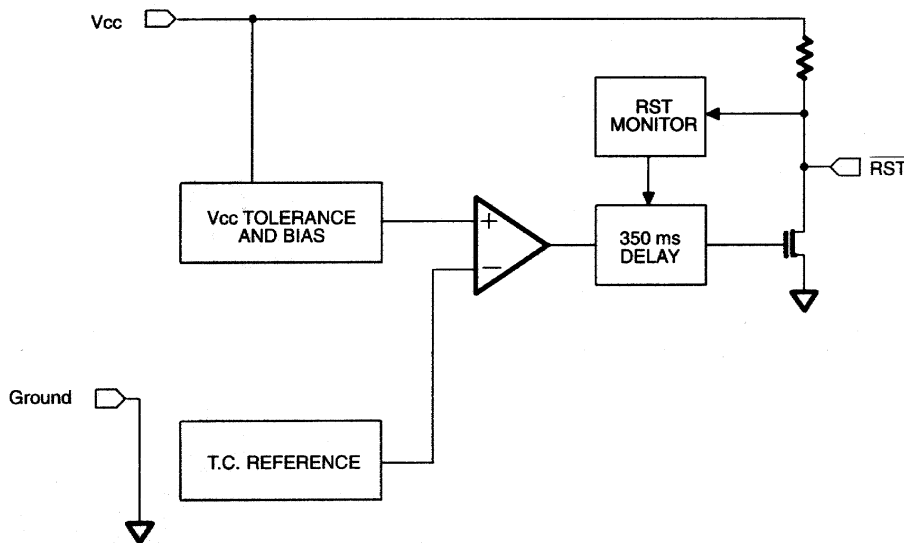 Vcc
RST
MONITOR
RST
Vcc TOLERANCE
AND BIAS
+
−
350 ms
DELAY
Ground
T.C. REFERENCE